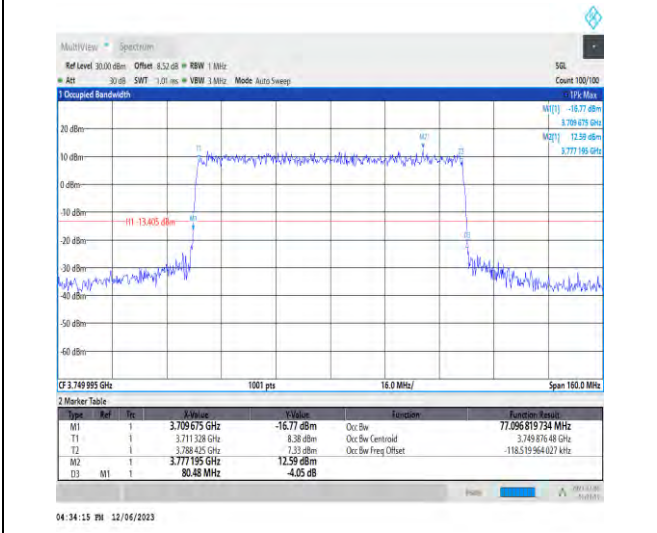 MultiView Spectrum
Ref Level 30.00 dBm Offset 8.52 dB RBW 1 MHz SGL
Att 30 dB SWT 1.01 ms VBW 3 MHz Mode Auto Sweep Count 100/100
1 Occupied Bandwidth 1Pk Max
M1[1] -16.77 dBm
3.709 675 GHz
M2[1] 12.59 dBm
3.777 195 GHz
20 dBm
M2
T1 T2
10 dBm
0 dBm
-10 dBm
H1 -13.405 dBm M1
-20 dBm
D3
-30 dBm
-40 dBm
-50 dBm
-60 dBm
CF 3.749 995 GHz 1001 pts 16.0 MHz/ Span 160.0 MHz
2 Marker Table
Type Ref Trc X-Value Y-Value Function Function Result
M1 1 3.709 675 GHz -16.77 dBm Occ Bw 77.096 819 734 MHz
T1 1 3.711 328 GHz 8.38 dBm Occ Bw Centroid 3.749 876 48 GHz
T2 1 3.788 425 GHz 7.33 dBm Occ Bw Freq Offset -118.519 964 027 kHz
M2 1 3.777 195 GHz 12.59 dBm
D3 M1 1 80.48 MHz -4.05 dB
04:34:15 PM 12/06/2023